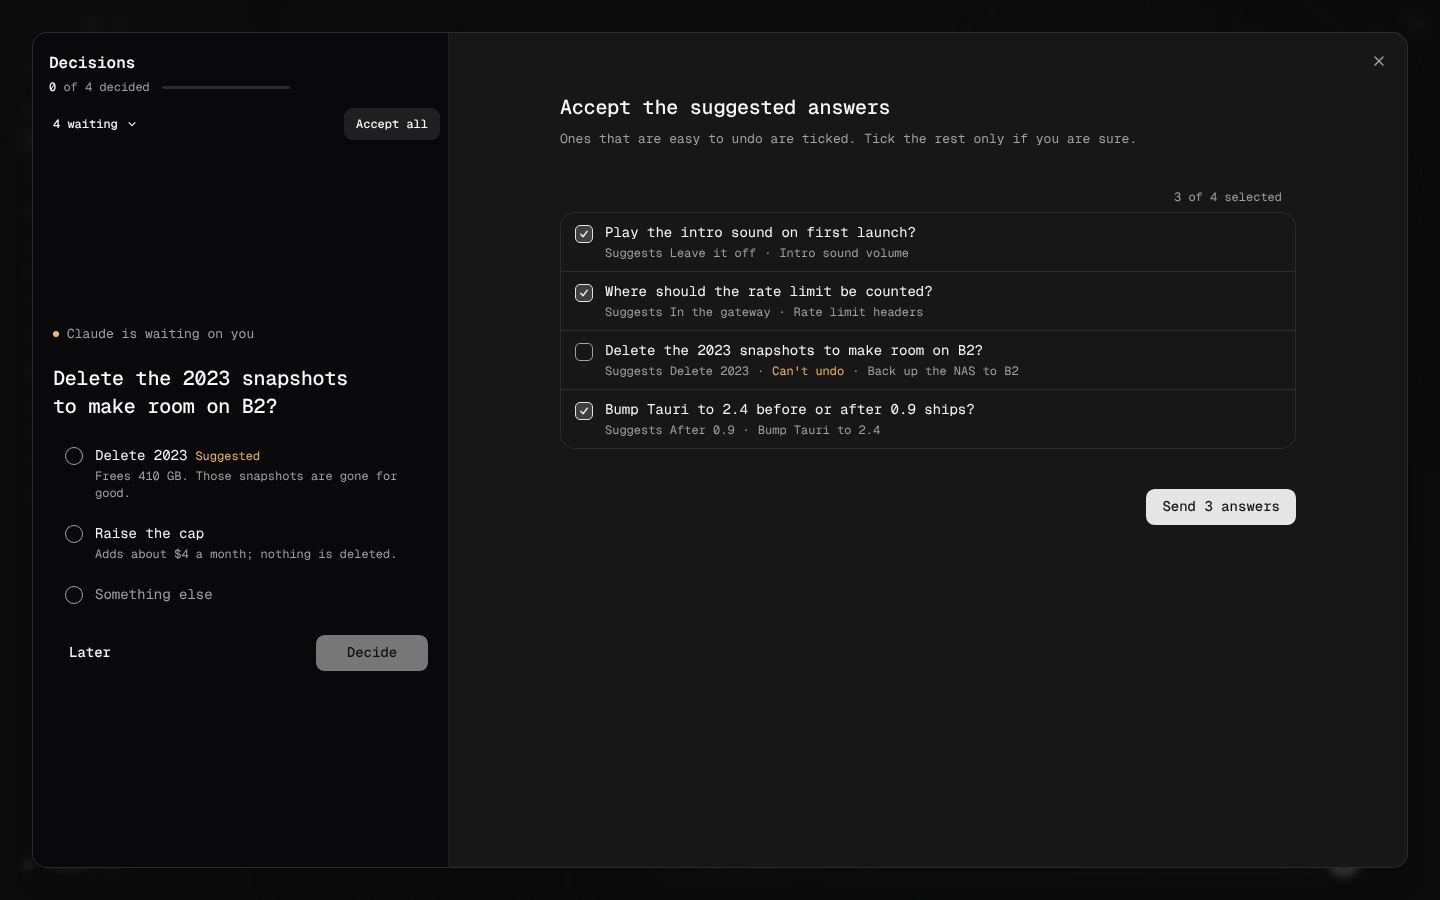 Decisions
0 of 4 decided
4 waiting
Accept all
Claude is waiting on you
Delete the 2023 snapshots
to make room on B2?
Delete 2023 Suggested
Frees 410 GB. Those snapshots are gone for
good.
Raise the cap
Adds about $4 a month; nothing is deleted.
Something else
Later
Decide
Accept the suggested answers
Ones that are easy to undo are ticked. Tick the rest only if you are sure.
3 of 4 selected
Play the intro sound on first launch?
Suggests Leave it off · Intro sound volume
Where should the rate limit be counted?
Suggests In the gateway · Rate limit headers
Delete the 2023 snapshots to make room on B2?
Suggests Delete 2023 · Can't undo · Back up the NAS to B2
Bump Tauri to 2.4 before or after 0.9 ships?
Suggests After 0.9 · Bump Tauri to 2.4
Send 3 answers